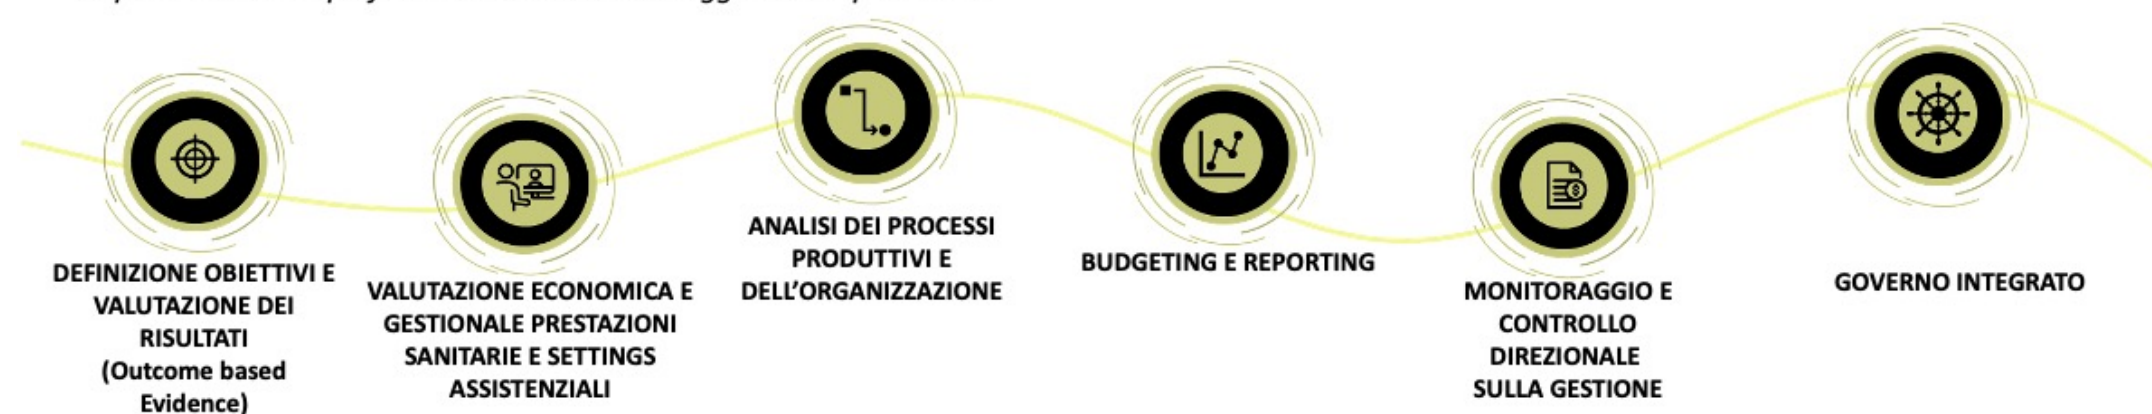 DEFINIZIONE OBIETTIVI E
VALUTAZIONE DEI
RISULTATI
(Outcome based
Evidence)
VALUTAZIONE ECONOMICA E
GESTIONALE PRESTAZIONI
SANITARIE E SETTINGS
ASSISTENZIALI
ANALISI DEI PROCESSI
PRODUTTIVI E
DELL’ORGANIZZAZIONE
BUDGETING E REPORTING
MONITORAGGIO E
CONTROLLO
DIREZIONALE
SULLA GESTIONE
GOVERNO INTEGRATO